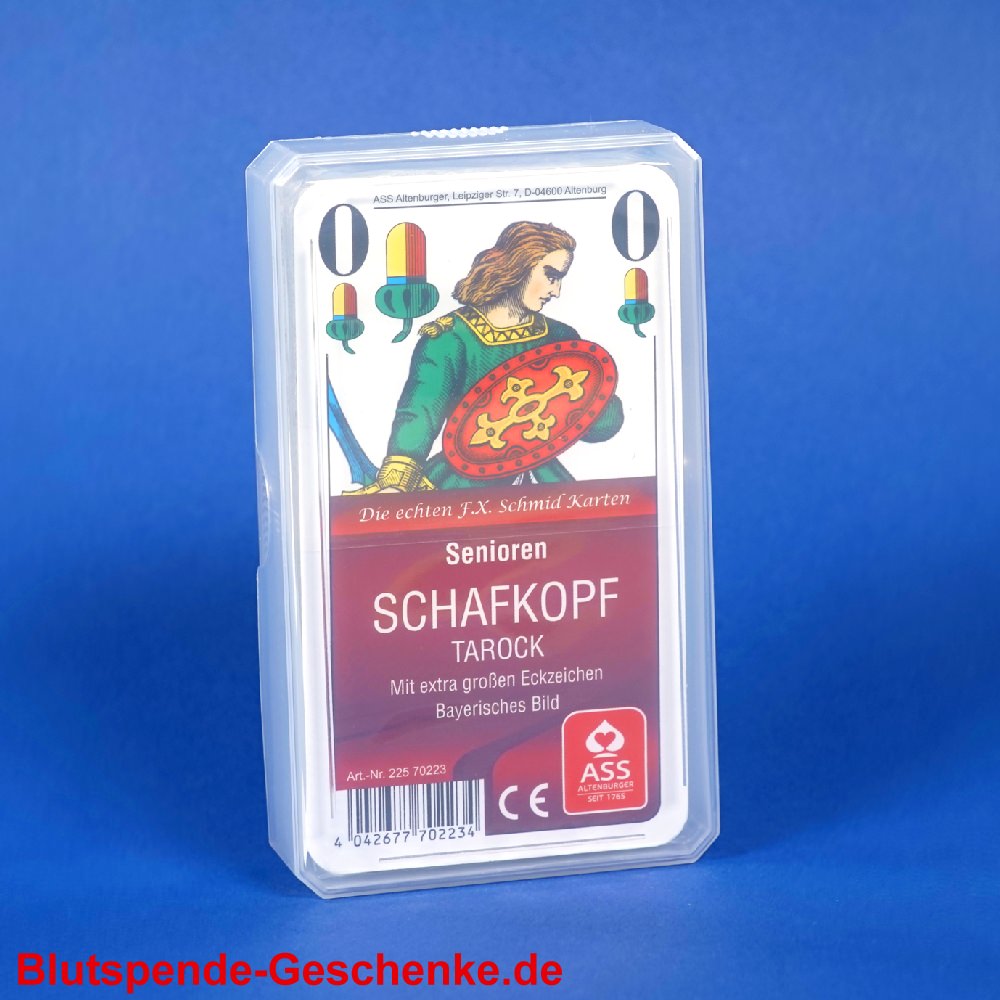 ASS Altenburger, Leipziger Str. 7, D-04600 Altenburg
O O
Die echten F.X. Schmid Karten
Senioren
SCHAFKOPF
TAROCK
Mit extra großen Eckzeichen
Bayerisches Bild
Art.-Nr. 225 70223
4 042677 702234
CE
ASS
ALTENBURGER
SEIT 1765
Blutspende-Geschenke.de